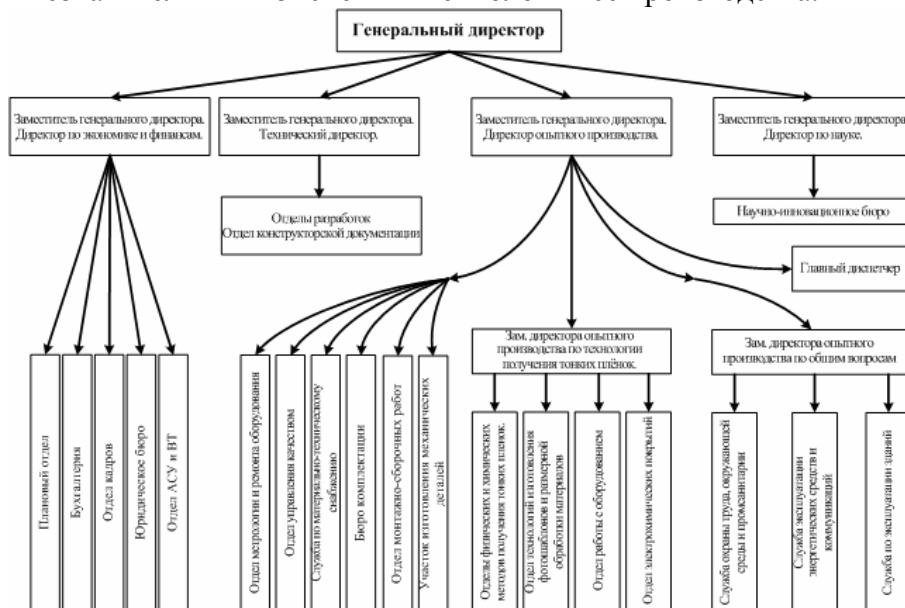 Генеральный директор
Заместитель генерального директора.
Директор по экономике и финансам.
Заместитель генерального директора.
Технический директор.
Заместитель генерального директора.
Директор опытного производства.
Заместитель генерального директора
Директор по науке.
Отделы разработок
Отдел конструкторской документации
Научно-инновационное бюро
Главный диспетчер
Зам. директора опытного
производства по технологии
получения тонких плёнок.
Зам. директора опытного
производства по общим вопросам
Плановый отдел
Бухгалтерия
Отдел кадров
Юридическое бюро
Отдел АСУ и ВТ
Отдел метрологии и ремонта оборудования
Отдел управления качеством
Служба по материально-техническому
снабжению
Бюро комплектации
Отдел монтажно-сборочных работ
Участок изготовления механических
деталей
Отделы физических и химических
методов получения тонких пленок.
Отдел технологий изготовления
фотошаблонов и размерной
обработки материалов
Отдел работы с оборудованием
Отдел электрохимических покрытий
Служба охраны труда, окружающей
среды и промсанитарии
Служба эксплуатации
энергетических средств и
коммуникаций
Служба по эксплуатации зданий